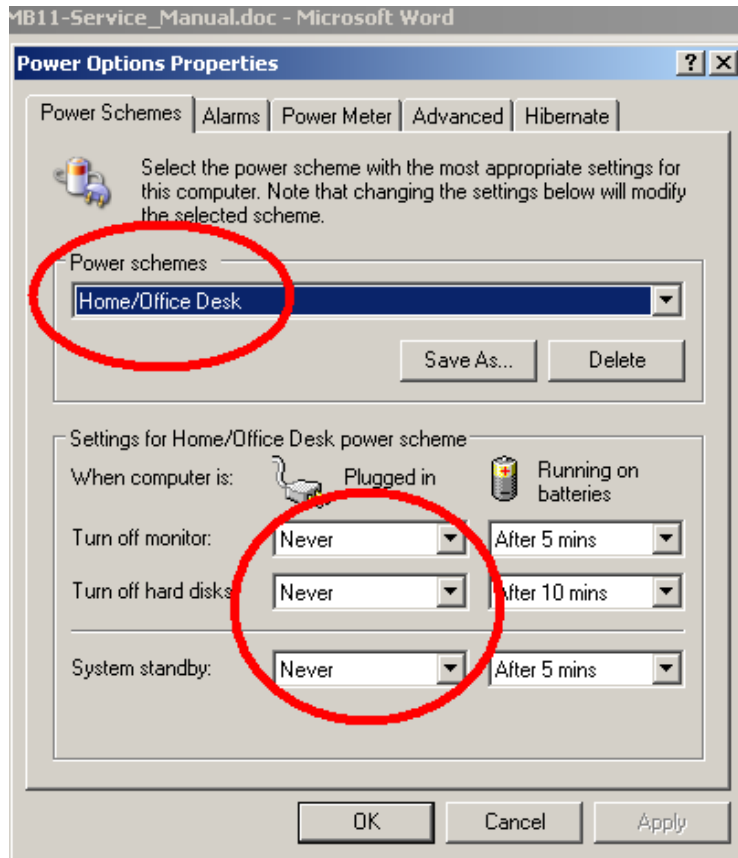 MB11-Service_Manual.doc - Microsoft Word
Power Options Properties
Power Schemes Alarms Power Meter Advanced Hibernate
Select the power scheme with the most appropriate settings for
this computer. Note that changing the settings below will modify
the selected scheme.
Power schemes
Home/Office Desk
Save As... Delete
Settings for Home/Office Desk power scheme
When computer is: Plugged in Running on
batteries
Turn off monitor: Never After 5 mins
Turn off hard disks Never After 10 mins
System standby: Never After 5 mins
OK Cancel Apply